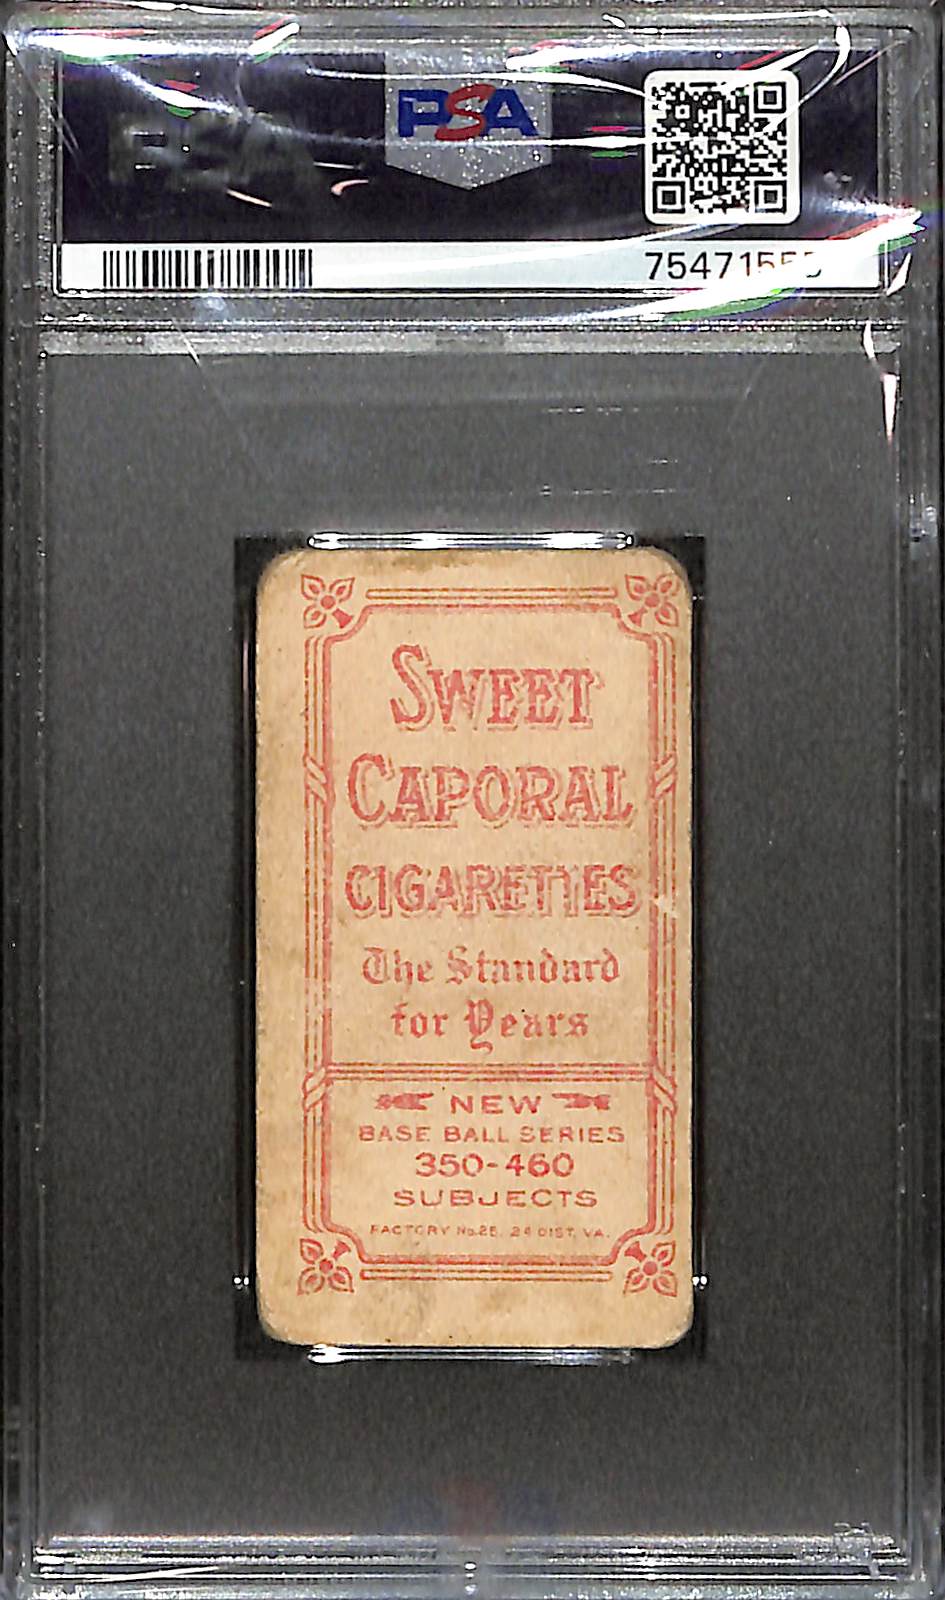 PSA
SWEET
CAPORAL
CIGARETTES
The Standard
for Years
NEW
BASE BALL SERIES
350-460
SUBJECTS
FACTORY No. 25, 2d DIST, VA.